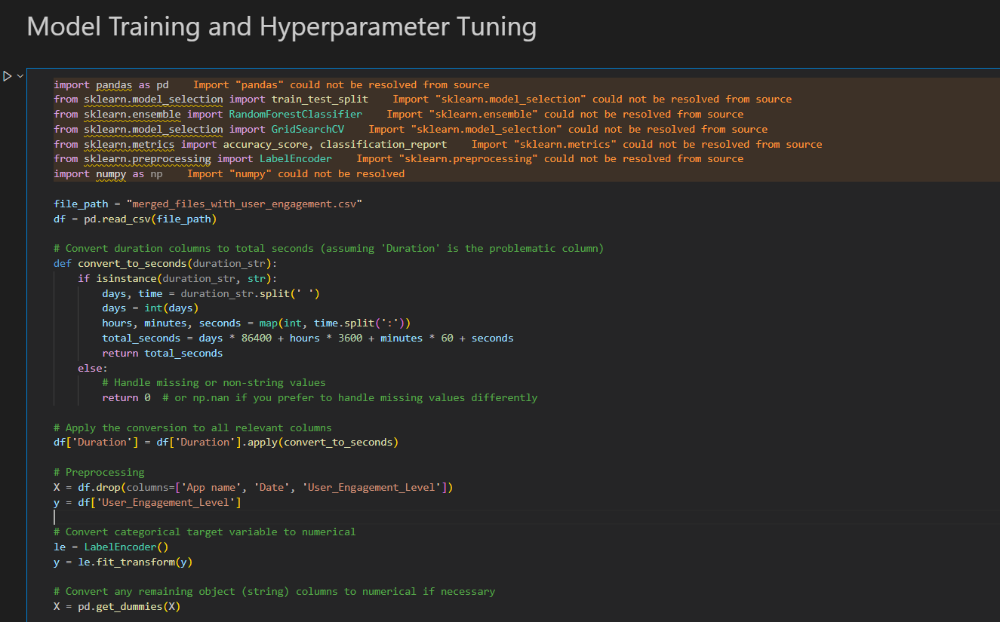 Model Training and Hyperparameter Tuning
import pandas as pd    Import "pandas" could not be resolved from source
from sklearn.model_selection import train_test_split    Import "sklearn.model_selection" could not be resolved from source
from sklearn.ensemble import RandomForestClassifier    Import "sklearn.ensemble" could not be resolved from source
from sklearn.model_selection import GridSearchCV    Import "sklearn.model_selection" could not be resolved from source
from sklearn.metrics import accuracy_score, classification_report    Import "sklearn.metrics" could not be resolved from source
from sklearn.preprocessing import LabelEncoder    Import "sklearn.preprocessing" could not be resolved from source
import numpy as np    Import "numpy" could not be resolved

file_path = "merged_files_with_user_engagement.csv"
df = pd.read_csv(file_path)

# Convert duration columns to total seconds (assuming 'Duration' is the problematic column)
def convert_to_seconds(duration_str):
    if isinstance(duration_str, str):
        days, time = duration_str.split(' ')
        days = int(days)
        hours, minutes, seconds = map(int, time.split(':'))
        total_seconds = days * 86400 + hours * 3600 + minutes * 60 + seconds
        return total_seconds
    else:
        # Handle missing or non-string values
        return 0  # or np.nan if you prefer to handle missing values differently

# Apply the conversion to all relevant columns
df['Duration'] = df['Duration'].apply(convert_to_seconds)

# Preprocessing
X = df.drop(columns=['App name', 'Date', 'User_Engagement_Level'])
y = df['User_Engagement_Level']

# Convert categorical target variable to numerical
le = LabelEncoder()
y = le.fit_transform(y)

# Convert any remaining object (string) columns to numerical if necessary
X = pd.get_dummies(X)